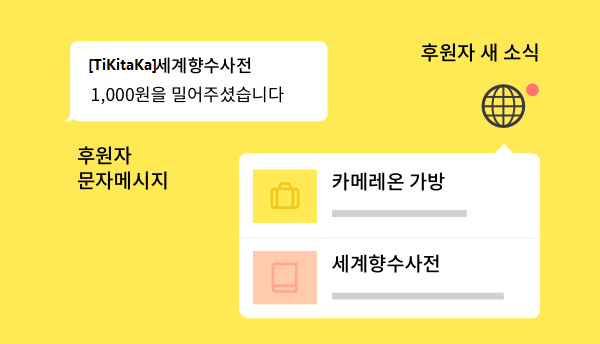 [TiKitaKa]세계향수사전
1,000원을 밀어주셨습니다
후원자
문자메시지
후원자 새 소식
카메레온 가방
세계향수사전